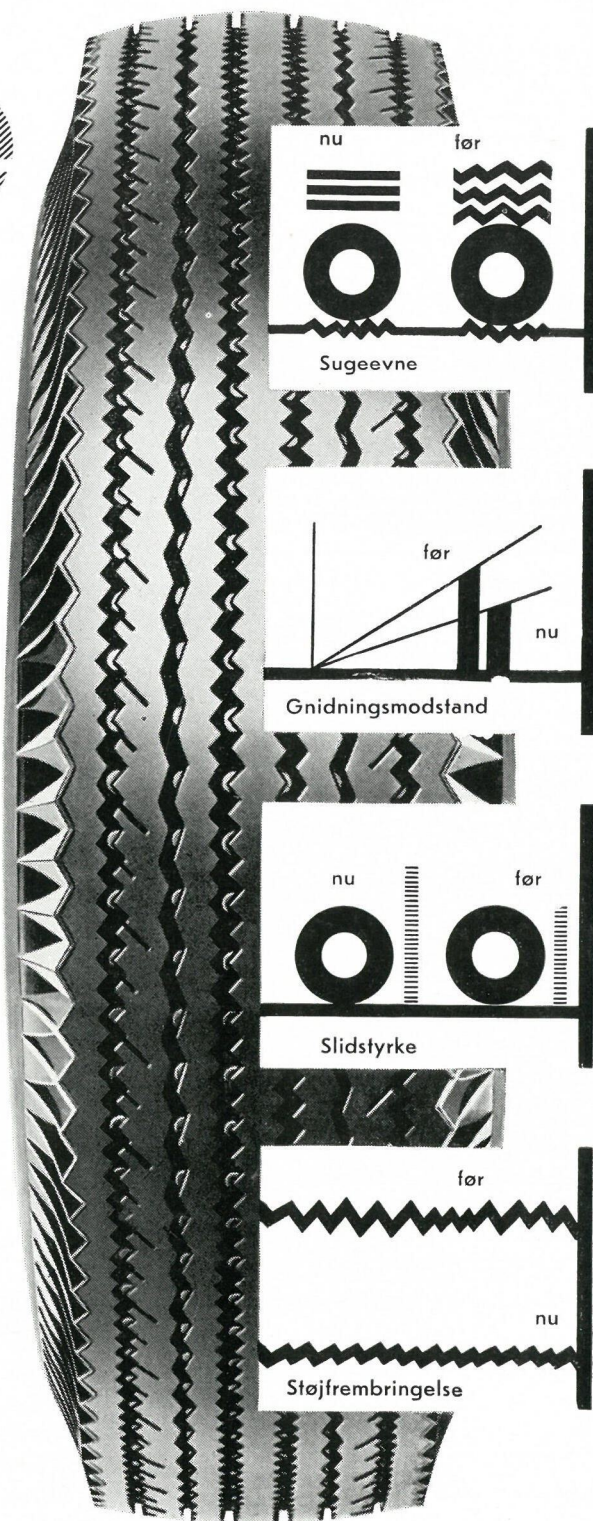 nu før
Sugeevne
før
nu
Gnidningsmodstand
nu før
Slidstyrke
før
nu
Støjfrembringelse